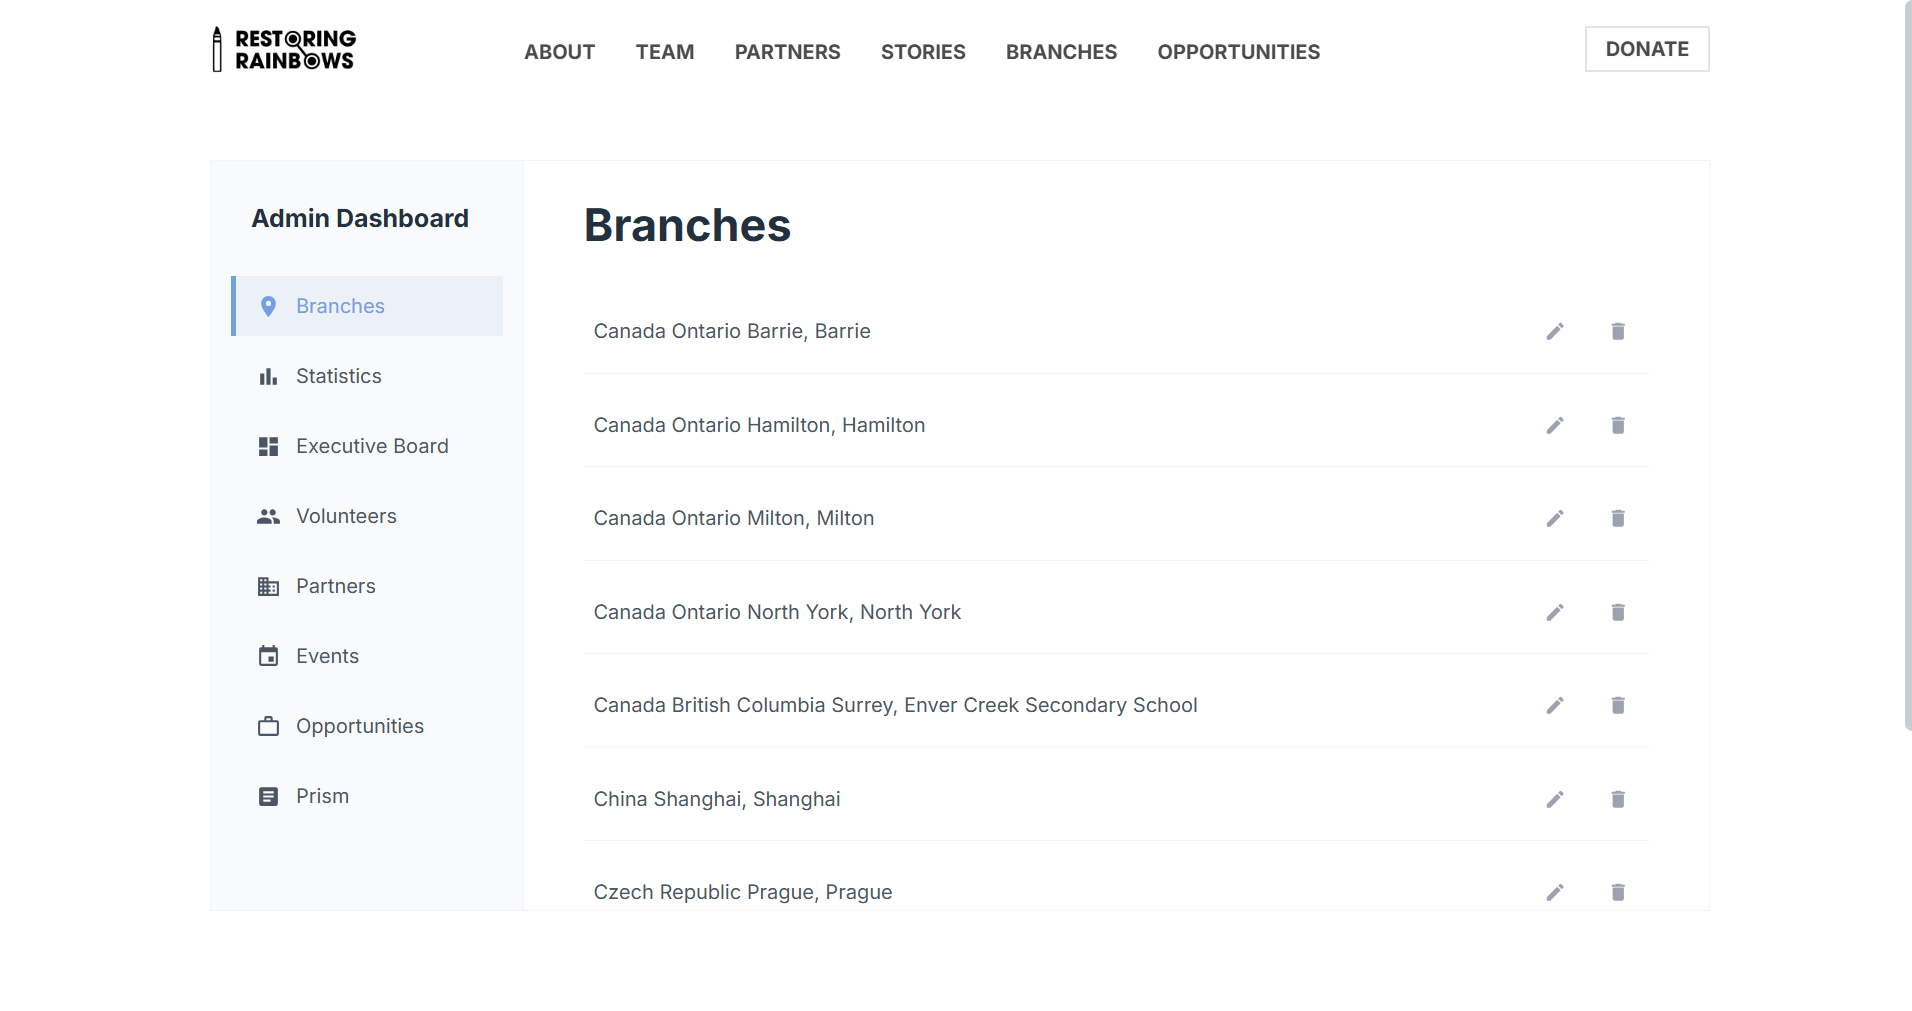 RESTORING
RAINBOWS
ABOUT TEAM PARTNERS STORIES BRANCHES OPPORTUNITIES
DONATE
Admin Dashboard
Branches
Statistics
Executive Board
Volunteers
Partners
Events
Opportunities
Prism
Branches
Canada Ontario Barrie, Barrie
Canada Ontario Hamilton, Hamilton
Canada Ontario Milton, Milton
Canada Ontario North York, North York
Canada British Columbia Surrey, Enver Creek Secondary School
China Shanghai, Shanghai
Czech Republic Prague, Prague